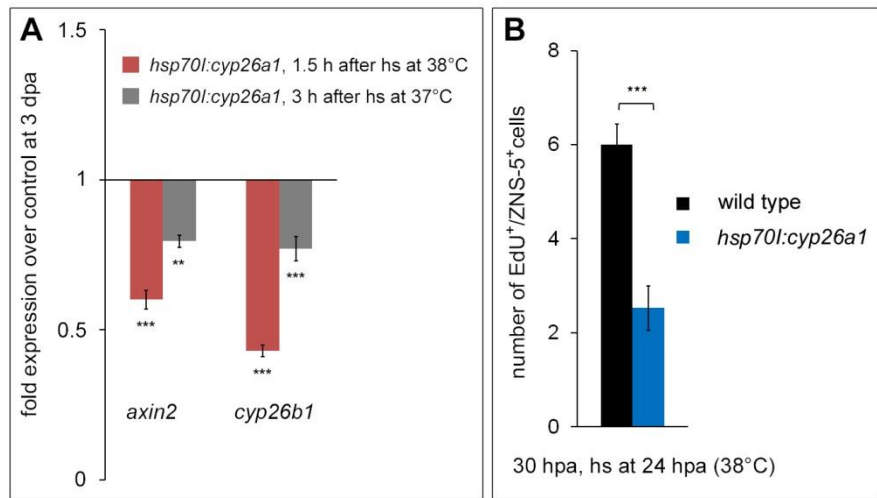 A
1.5
hsp70l:cyp26a1, 1.5 h after hs at 38°C
hsp70l:cyp26a1, 3 h after hs at 37°C
fold expression over control at 3 dpa
1
**
***
***
***
0.5
axin2
cyp26b1
0
B
8
***
6
wild type
hsp70l:cyp26a1
number of EdU⁺/ZNS-5⁺cells
4
2
0
30 hpa, hs at 24 hpa (38°C)